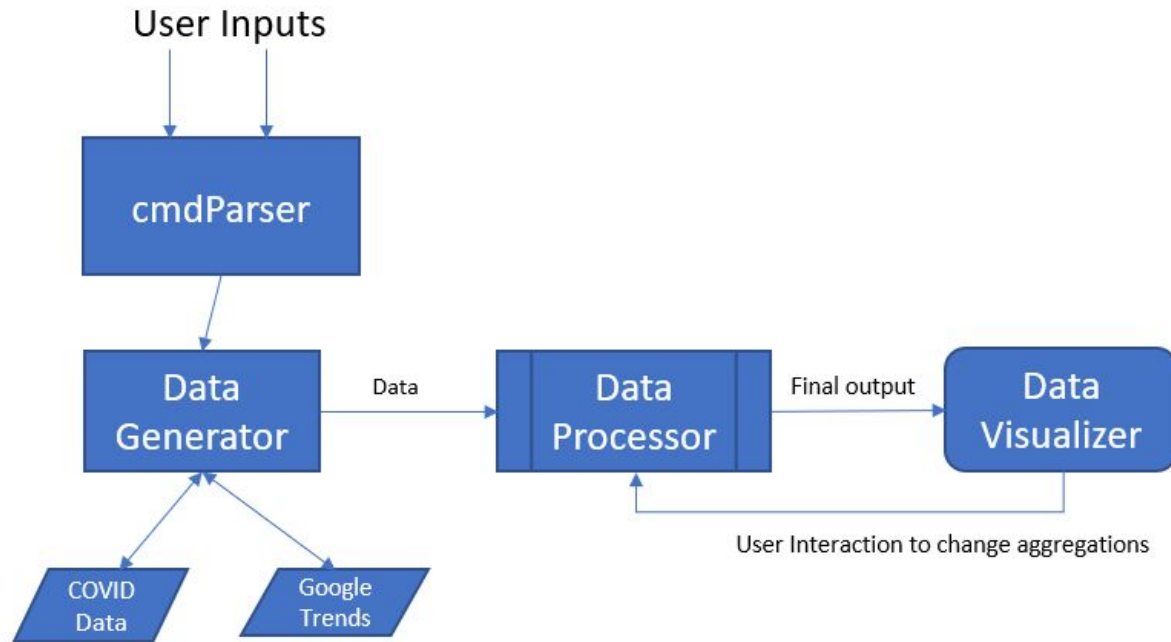 User Inputs
cmdParser
Data
Generator
Data
Data
Processor
Final output
Data
Visualizer
User Interaction to change aggregations
COVID
Data
Google
Trends